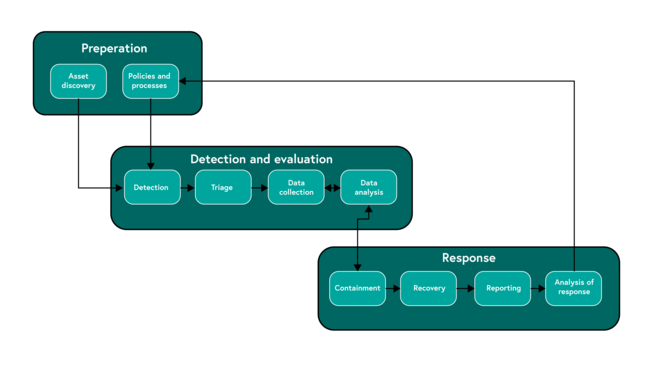 Preperation
Asset
discovery
Policies and
processes
Detection and evaluation
Detection
Triage
Data
collection
Data
analysis
Response
Containment
Recovery
Reporting
Analysis of
response